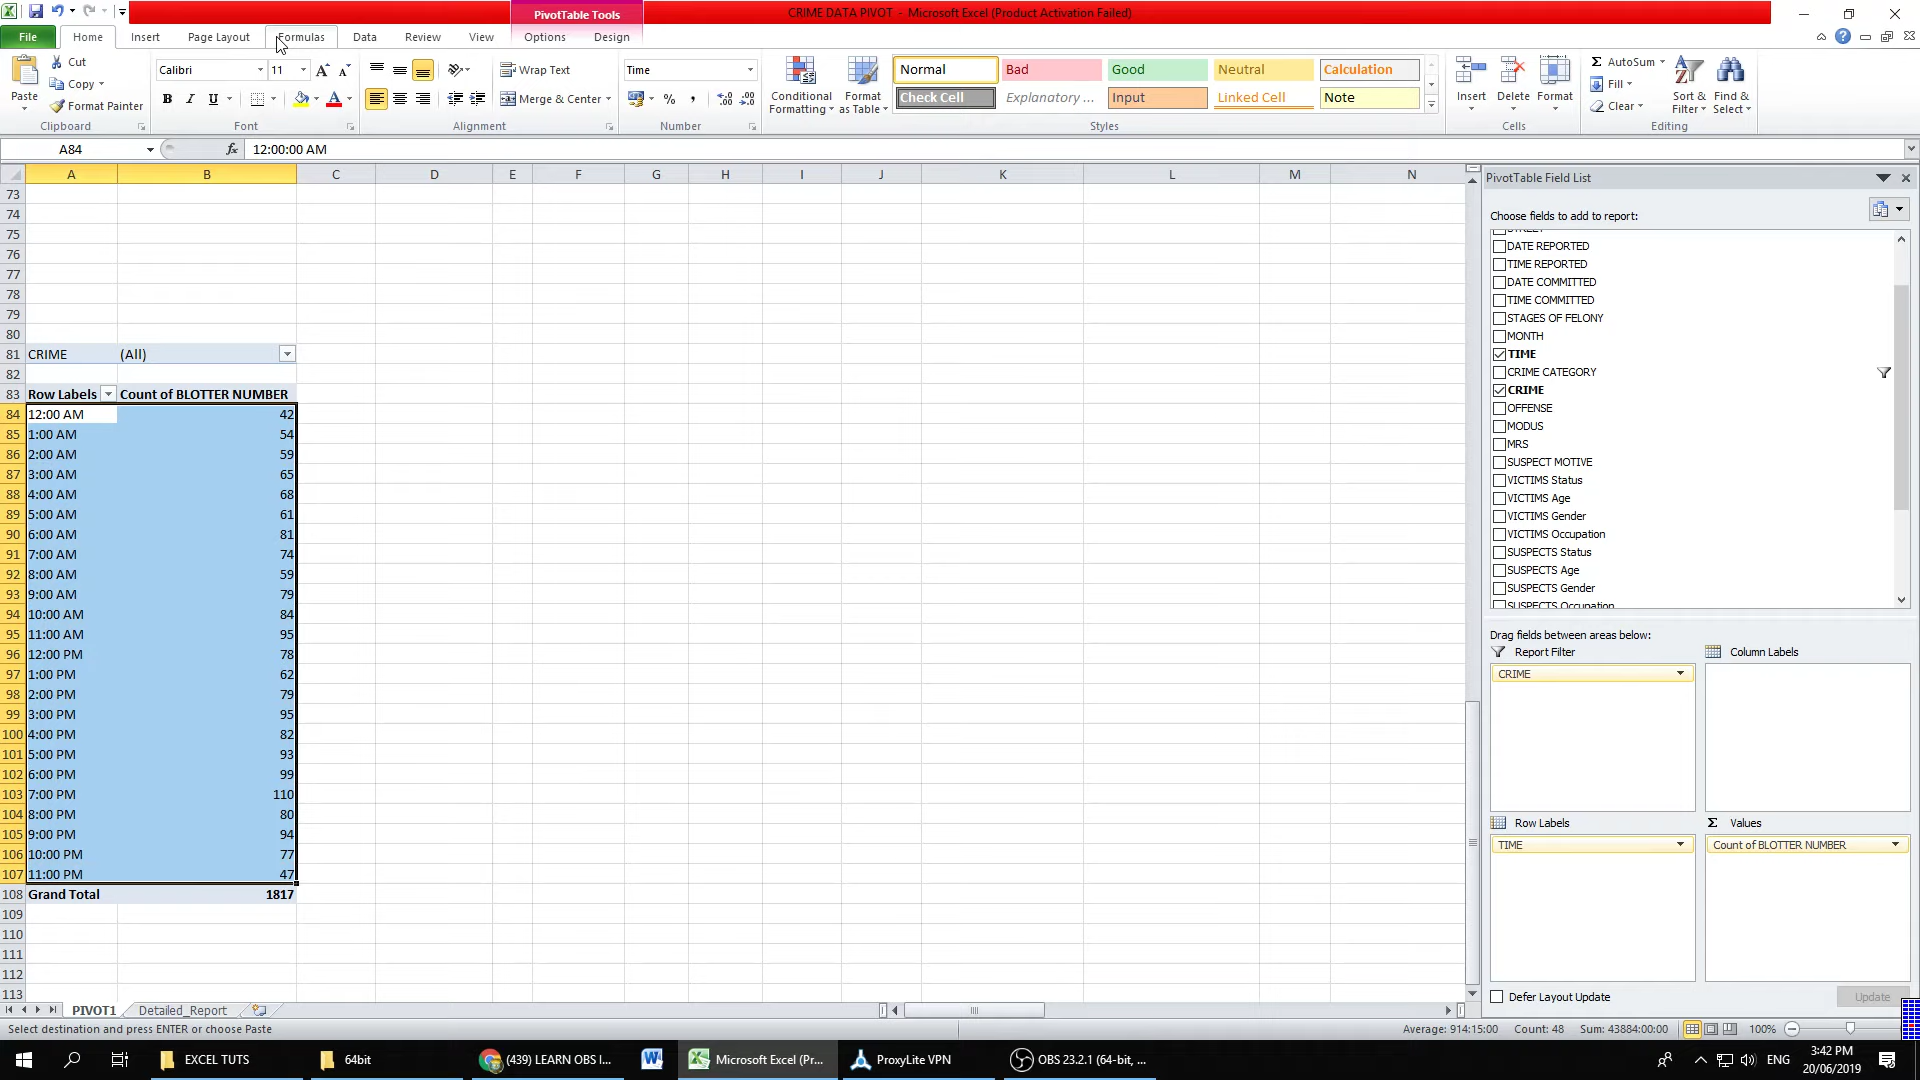 PivotTable Tools
CRIME DATA PIVOT - Microsoft Excel (Product Activation Failed)
File Home Insert Page Layout Formulas Data Review View Options Design
Paste Cut Copy Format Painter Clipboard
Calibri 11 Font
Wrap Text Merge & Center Alignment
Time Number
Conditional Formatting Format as Table
Normal Bad Good Neutral Calculation
Check Cell Explanatory ... Input Linked Cell Note
Styles
Insert Delete Format Cells
AutoSum Fill Clear Sort & Filter Find & Select Editing
A84 fx 12:00:00 AM
A B C D E F G H I J K L M N
73
74
75
76
77
78
79
80
81 CRIME (All)
82
83 Row Labels Count of BLOTTER NUMBER
84 12:00 AM 42
85 1:00 AM 54
86 2:00 AM 59
87 3:00 AM 65
88 4:00 AM 68
89 5:00 AM 61
90 6:00 AM 81
91 7:00 AM 74
92 8:00 AM 59
93 9:00 AM 79
94 10:00 AM 84
95 11:00 AM 95
96 12:00 PM 78
97 1:00 PM 62
98 2:00 PM 79
99 3:00 PM 95
100 4:00 PM 82
101 5:00 PM 93
102 6:00 PM 99
103 7:00 PM 110
104 8:00 PM 80
105 9:00 PM 94
106 10:00 PM 77
107 11:00 PM 47
108 Grand Total 1817
109
110
111
112
113
PivotTable Field List
Choose fields to add to report:
STREET
DATE REPORTED
TIME REPORTED
DATE COMMITTED
TIME COMMITTED
STAGES OF FELONY
MONTH
TIME
CRIME CATEGORY
CRIME
OFFENSE
MODUS
MRS
SUSPECT MOTIVE
VICTIMS Status
VICTIMS Age
VICTIMS Gender
VICTIMS Occupation
SUSPECTS Status
SUSPECTS Age
SUSPECTS Gender
SUSPECTS Occupation
Drag fields between areas below:
Report Filter Column Labels
CRIME
Row Labels Σ Values
TIME Count of BLOTTER NUMBER
Defer Layout Update Update
PIVOT1 Detailed_Report
Select destination and press ENTER or choose Paste
Average: 914:15:00 Count: 48 Sum: 43884:00:00 100%
EXCEL TUTS 64bit (439) LEARN OBS I... Microsoft Excel (Pr... ProxyLite VPN OBS 23.2.1 (64-bit, ... ENG
3:42 PM
20/06/2019